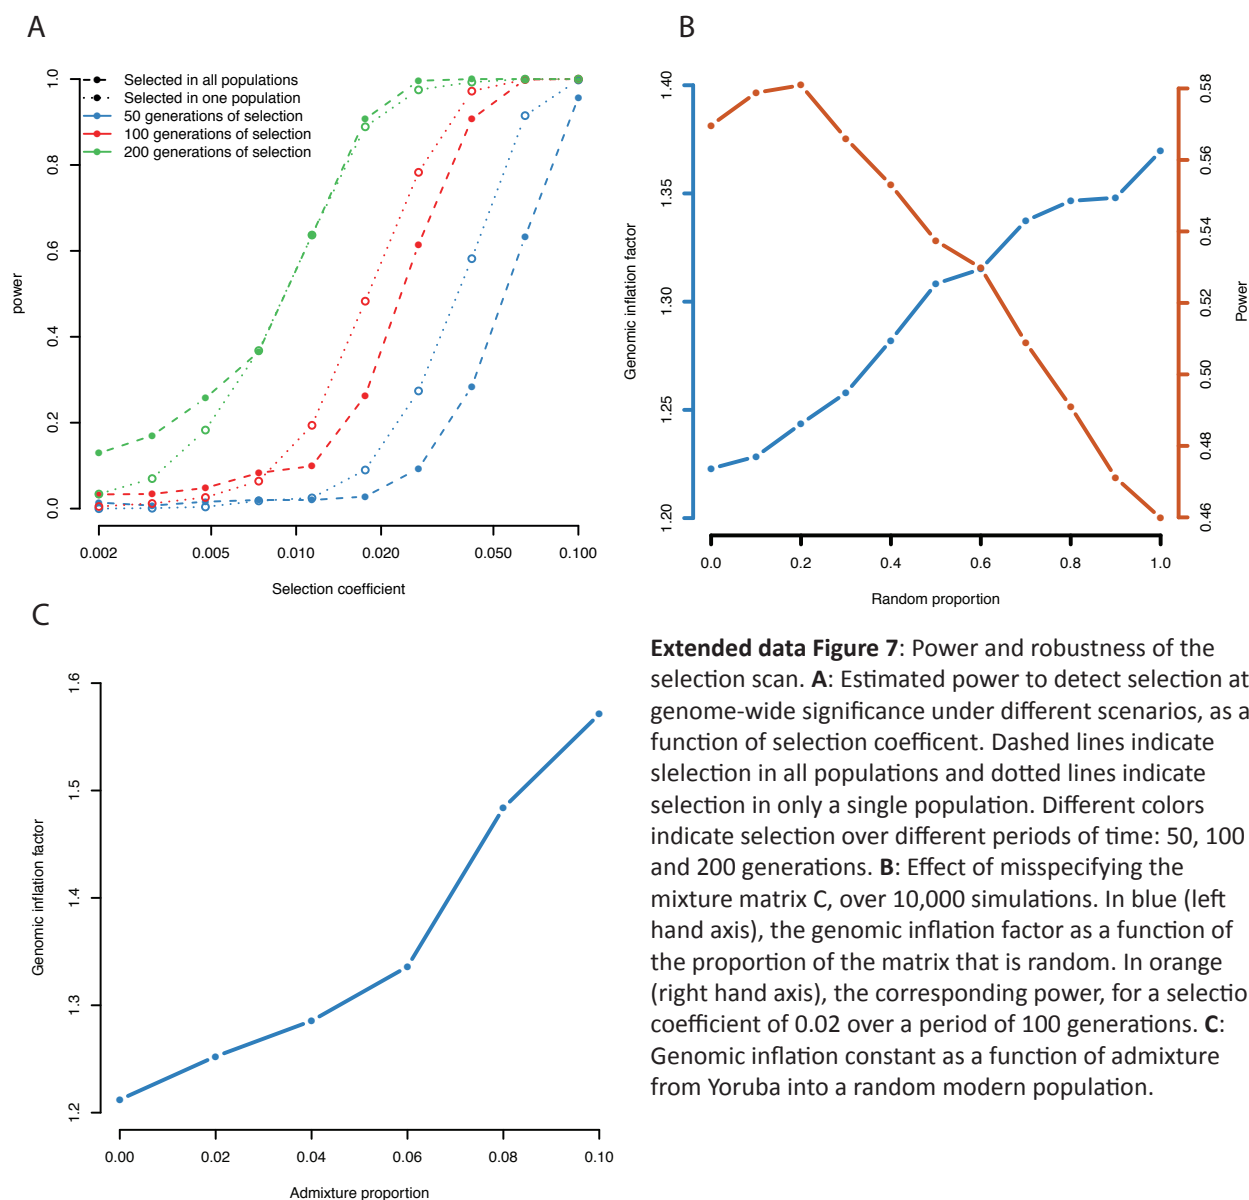 A
1.0
0.8
0.6
0.4
0.2
0.0
power
Selected in all populations
Selected in one population
50 generations of selection
100 generations of selection
200 generations of selection
0.002
0.005
0.010
0.020
0.050
0.100
Selection coefficient
B
1.40
1.35
1.30
1.25
1.20
Genomic inflation factor
0.58
0.56
0.54
0.52
0.50
0.48
0.46
Power
0.0
0.2
0.4
0.6
0.8
1.0
Random proportion
C
1.6
1.5
1.4
1.3
1.2
Genomic inflation factor
0.00
0.02
0.04
0.06
0.08
0.10
Admixture proportion
Extended data Figure 7: Power and robustness of the
selection scan. A: Estimated power to detect selection at
genome-wide significance under different scenarios, as a
function of selection coefficent. Dashed lines indicate
slelection in all populations and dotted lines indicate
selection in only a single population. Different colors
indicate selection over different periods of time: 50, 100
and 200 generations. B: Effect of misspecifying the
mixture matrix C, over 10,000 simulations. In blue (left
hand axis), the genomic inflation factor as a function of
the proportion of the matrix that is random. In orange
(right hand axis), the corresponding power, for a selectio
coefficient of 0.02 over a period of 100 generations. C:
Genomic inflation constant as a function of admixture
from Yoruba into a random modern population.